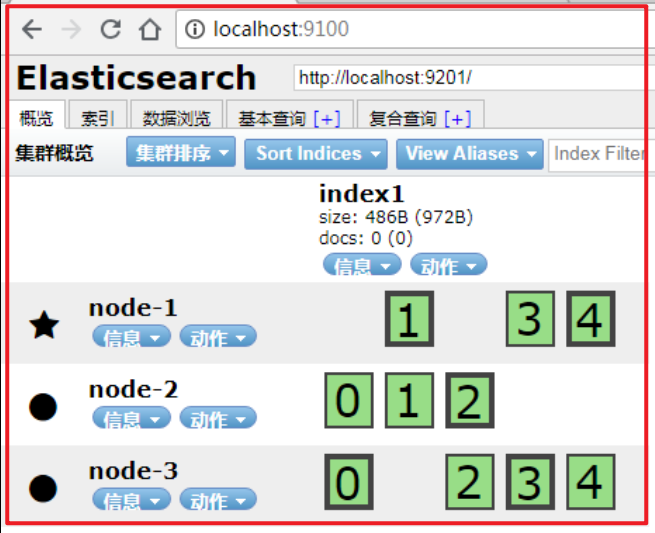 localhost:9100
Elasticsearch http://localhost:9201/
概览 索引 数据浏览 基本查询 [+] 复合查询 [+]
集群概览 集群排序 Sort Indices View Aliases Index Filter
index1
size: 486B (972B)
docs: 0 (0)
信息 动作
node-1
信息 动作
1 3 4
node-2
信息 动作
0 1 2
node-3
信息 动作
0 2 3 4